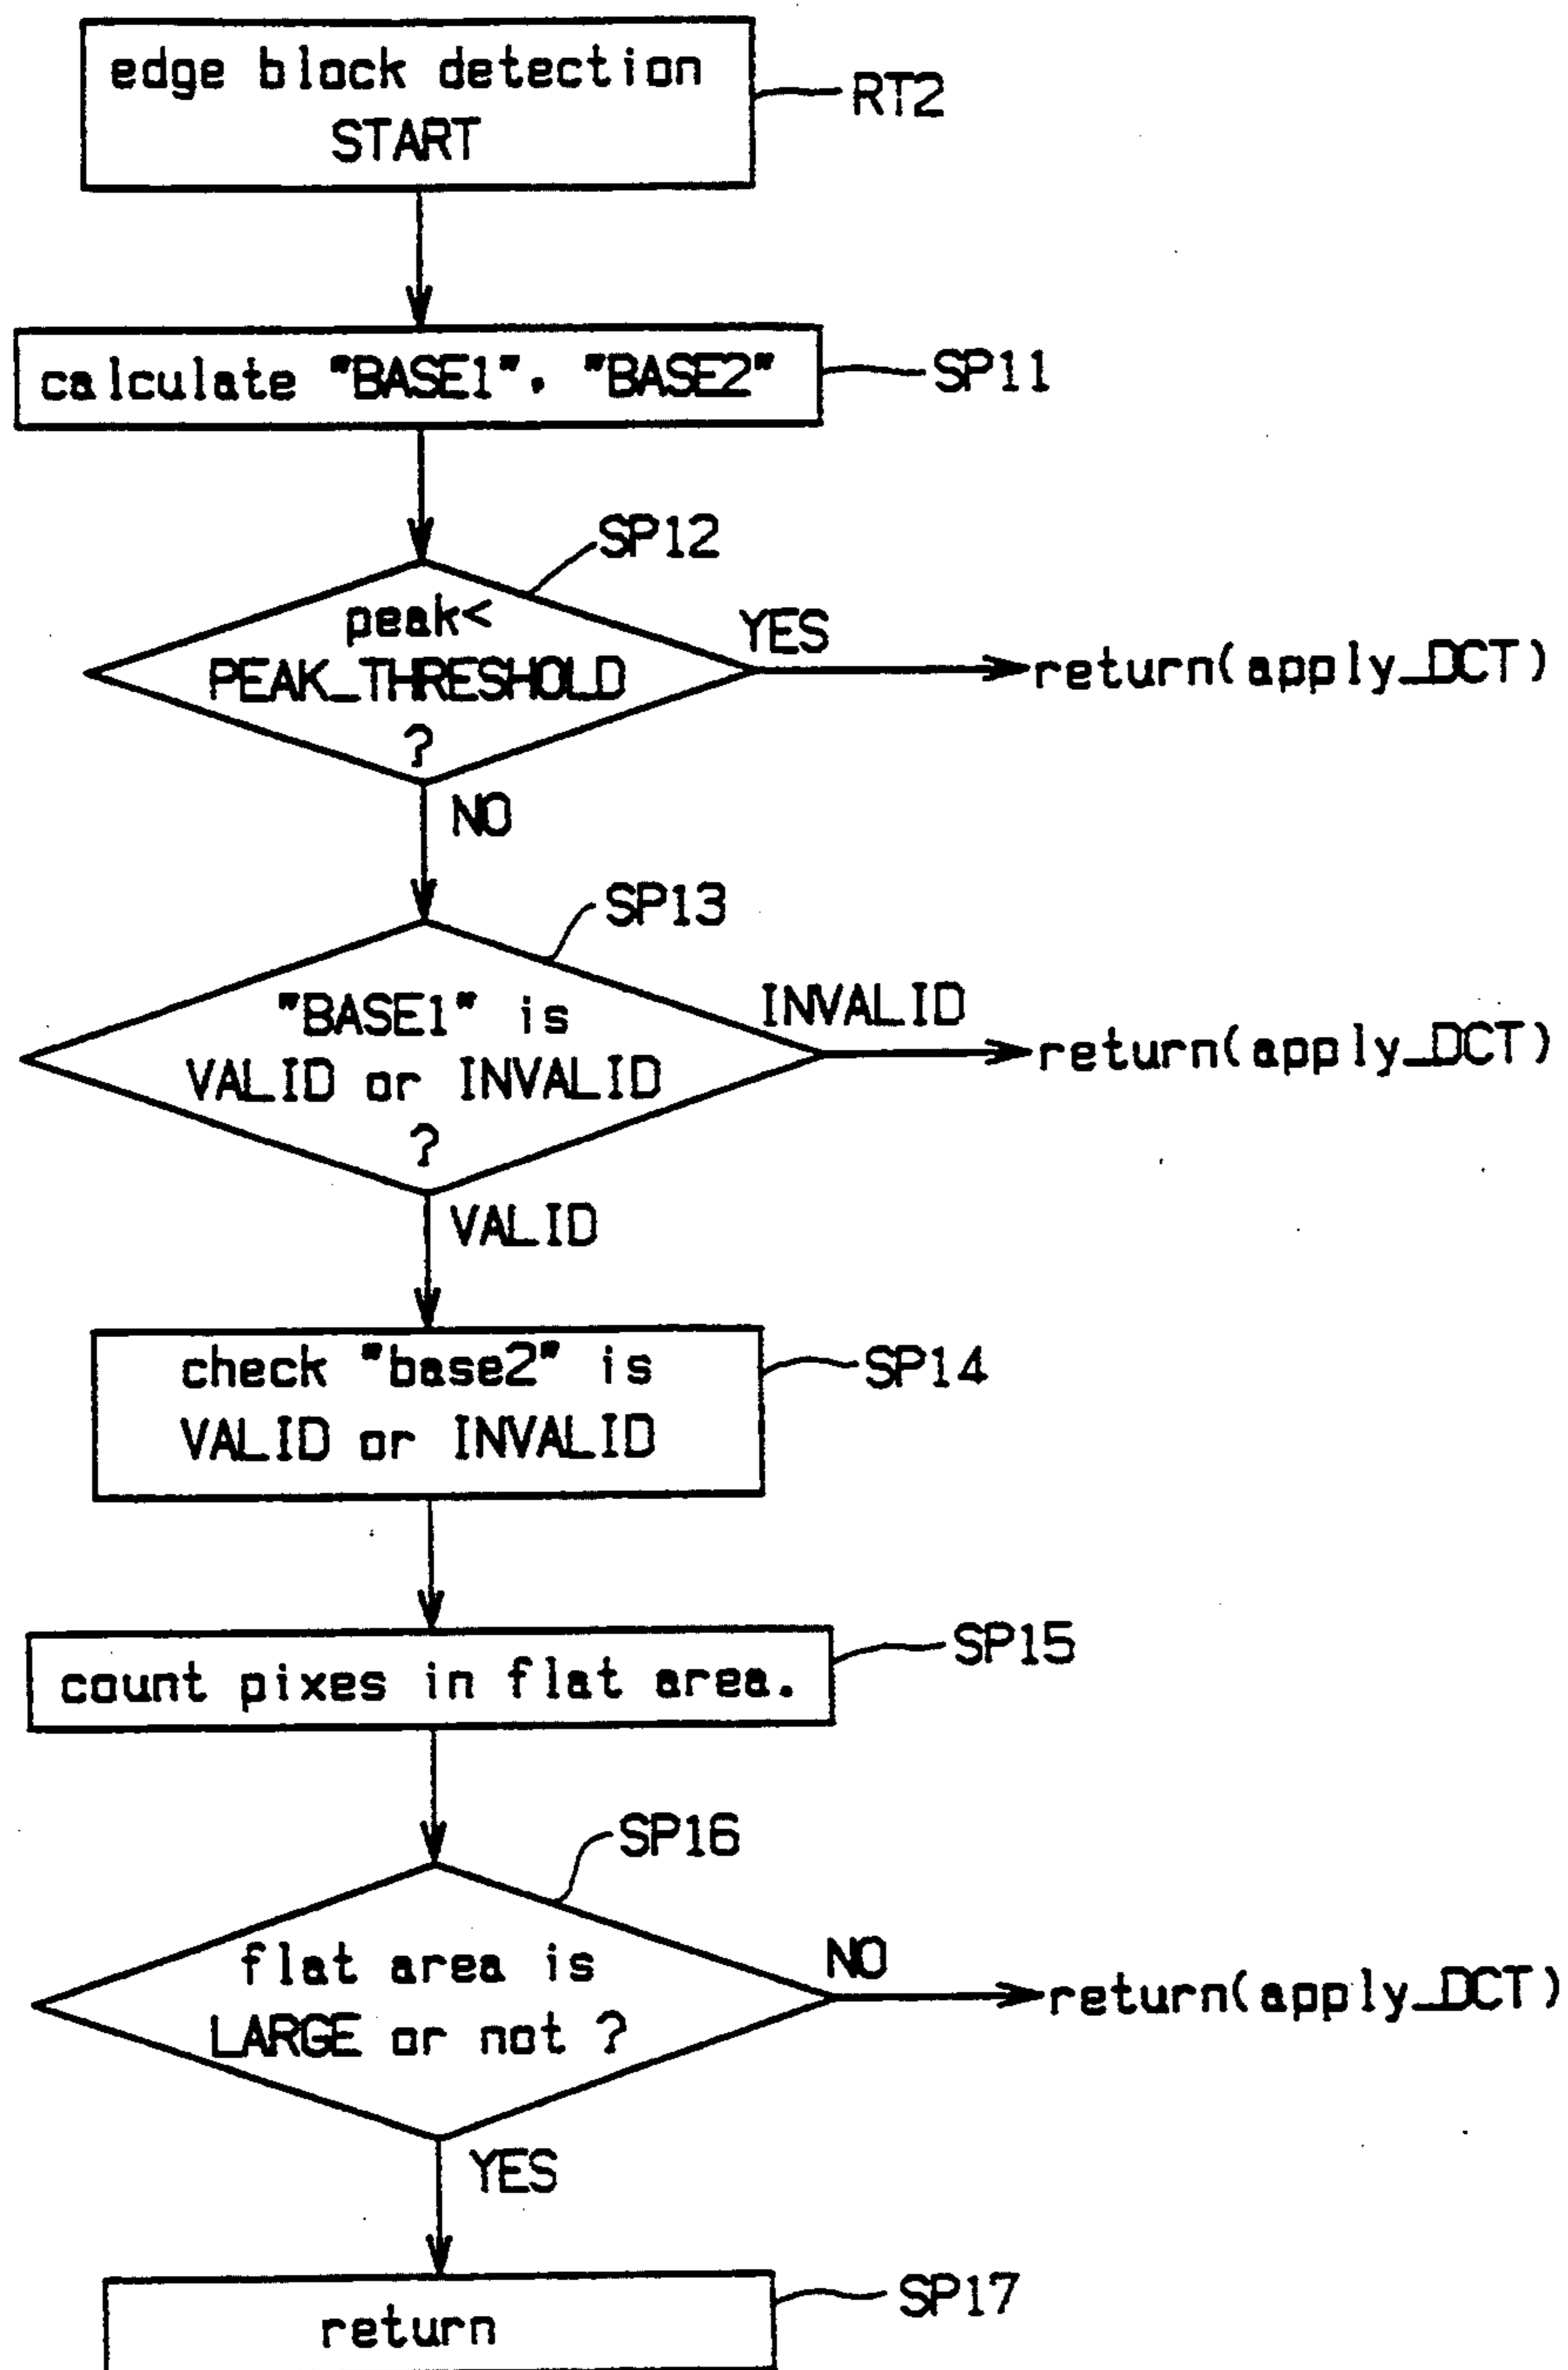 edge block detection
START
RT2
calculate "BASE1", "BASE2"
SP11
SP12
peak<
PEAK_THRESHOLD
?
YES
return(apply_DCT)
NO
SP13
"BASE1" is
VALID or INVALID
?
INVALID
return(apply_DCT)
VALID
check "base2" is
VALID or INVALID
SP14
count pixes in flat area.
SP15
SP16
flat area is
LARGE or not ?
NO
return(apply_DCT)
YES
return
SP17